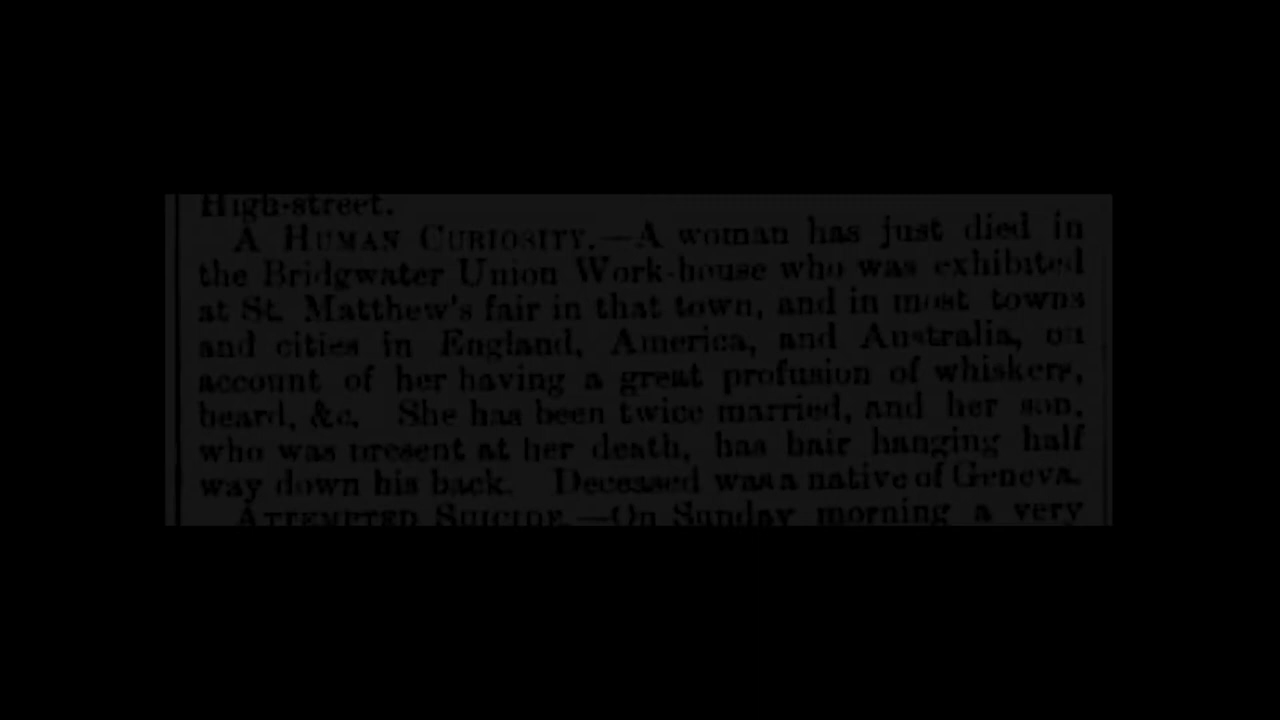 High-street.
A HUMAN CURIOSITY.—A woman has just died in
the Bridgwater Union Work-house who was exhibited
at St. Matthew's fair in that town, and in most towns
and cities in England, America, and Australia, on
account of her having a great profusion of whiskers,
beard, &c. She has been twice married, and her son,
who was present at her death, has hair hanging half
way down his back. Deceased was a native of Geneva.
ATTEMPTED SUICIDE.—On Sunday morning a very